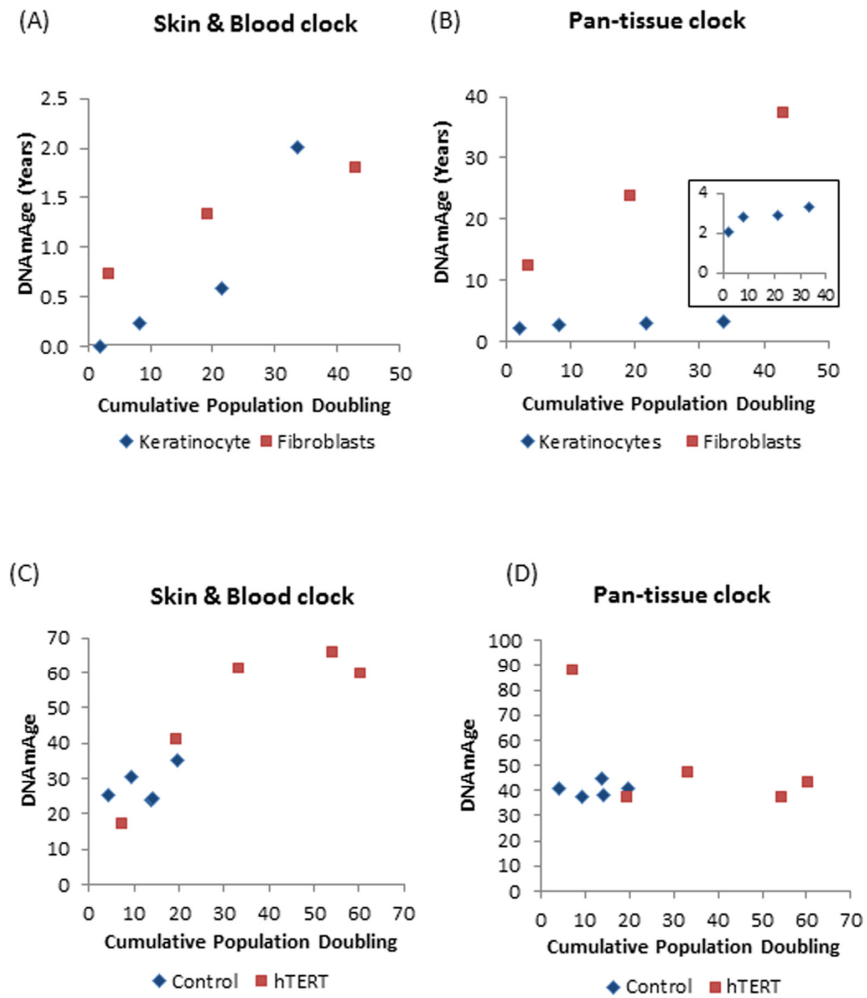 (A)
Skin & Blood clock
DNAmAge (Years)
2.5
2.0
1.5
1.0
0.5
0.0
0 10 20 30 40 50
Cumulative Population Doubling
Keratinocyte Fibroblasts
(B)
Pan-tissue clock
DNAmAge (Years)
40
30
20
10
0
4
2
0
0 10 20 30 40
0 10 20 30 40 50
Cumulative Population Doubling
Keratinocytes Fibroblasts
(C)
Skin & Blood clock
DNAmAge
70
60
50
40
30
20
10
0
0 10 20 30 40 50 60 70
Cumulative Population Doubling
Control hTERT
(D)
Pan-tissue clock
DNAmAge
100
90
80
70
60
50
40
30
20
10
0
0 10 20 30 40 50 60 70
Cumulative Population Doubling
Control hTERT